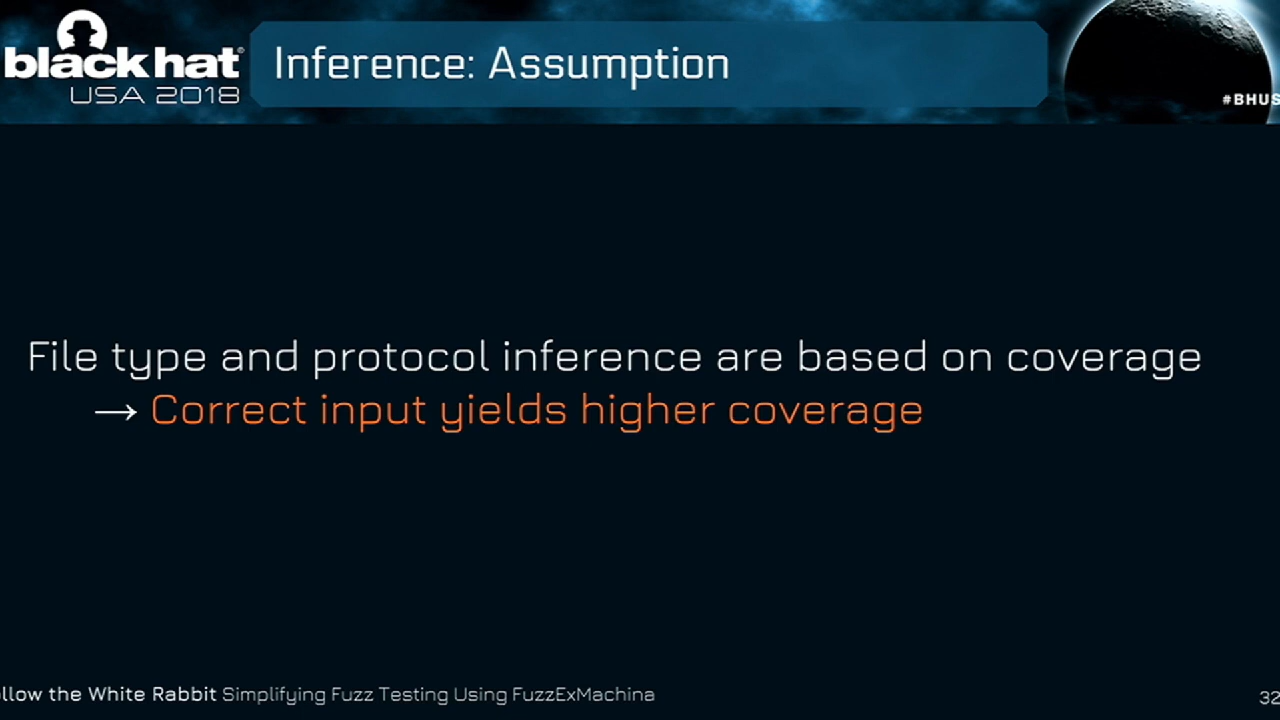 black hat
USA 2018
Inference: Assumption
#BHUS
File type and protocol inference are based on coverage
→ Correct input yields higher coverage
llow the White Rabbit Simplifying Fuzz Testing Using FuzzExMachina
32